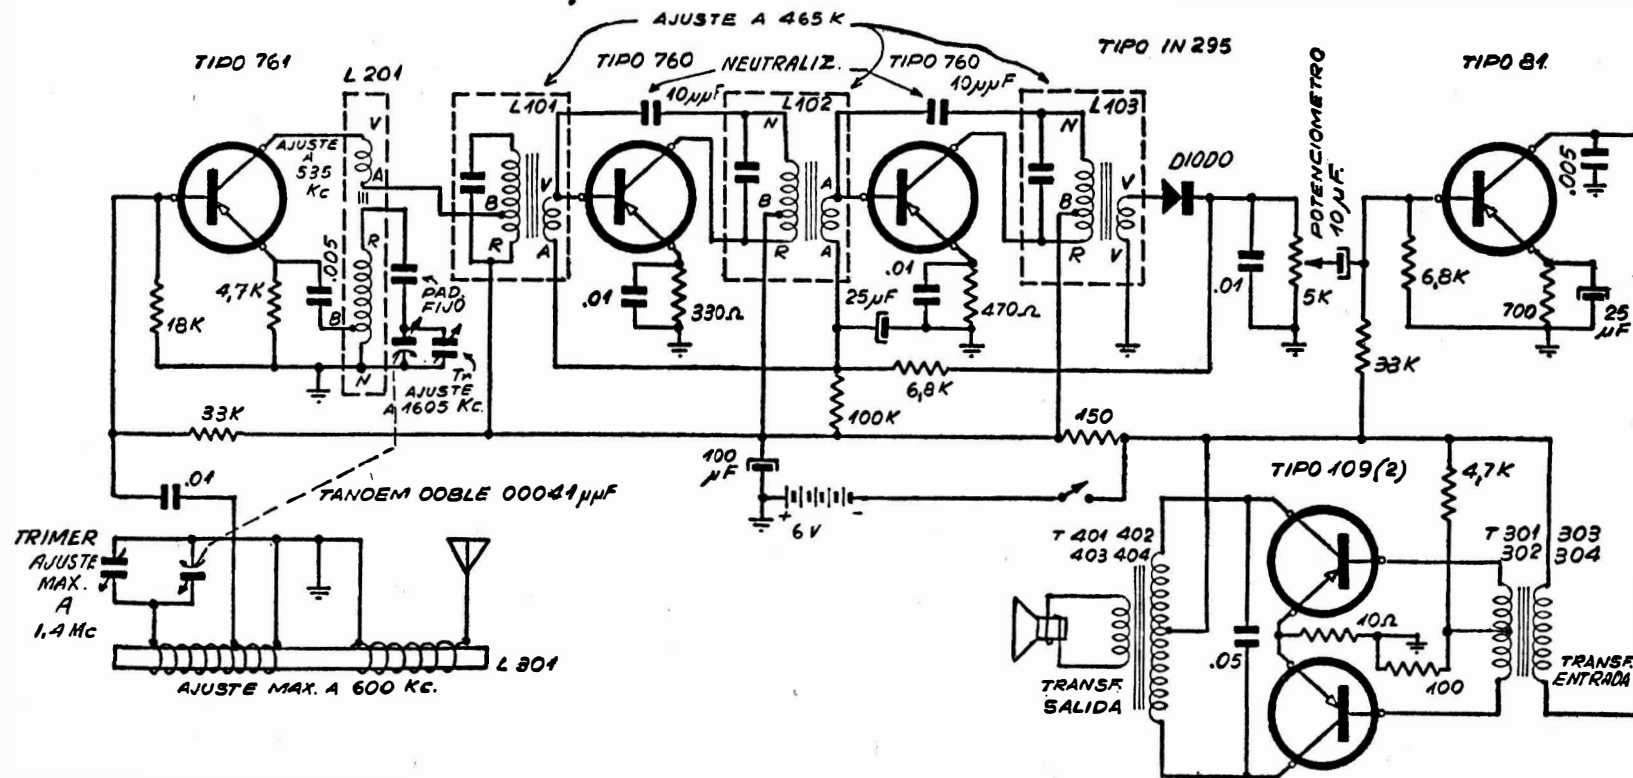 AJUSTE A 465 K
TIPO 761
L 201
TIPO 760
NEUTRALIZ.
TIPO 760
TIPO IN 295
TIPO 81.
10µµF
10µµF
L101
L102
L103
POTENCIOMETRO
10µF.
V
AJUSTE
A
535
Kc
A
R
B
N
B
R
V
A
N
B
R
A
A
N
B
R
V
V
DIODO
.005
18K
4,7K
.005
PAD.
FIJO
Tr
AJUSTE
A 1605 Kc.
.01
330Ω
25µF
.01
470Ω
.01
5K
6,8K
700
25
µF
33K
6,8K
100K
33K
150
100
µF
+
6V
-
.01
TANDEM DOBLE 000.41µµF
TRIMER
AJUSTE
MAX.
A
1,4 Mc
AJUSTE MAX. A 600 Kc.
L 301
TIPO 109(2)
4,7K
T 401 402
403 404
T 301
302
303
304
10Ω
100
.05
TRANSF.
SALIDA
TRANSF.
ENTRADA